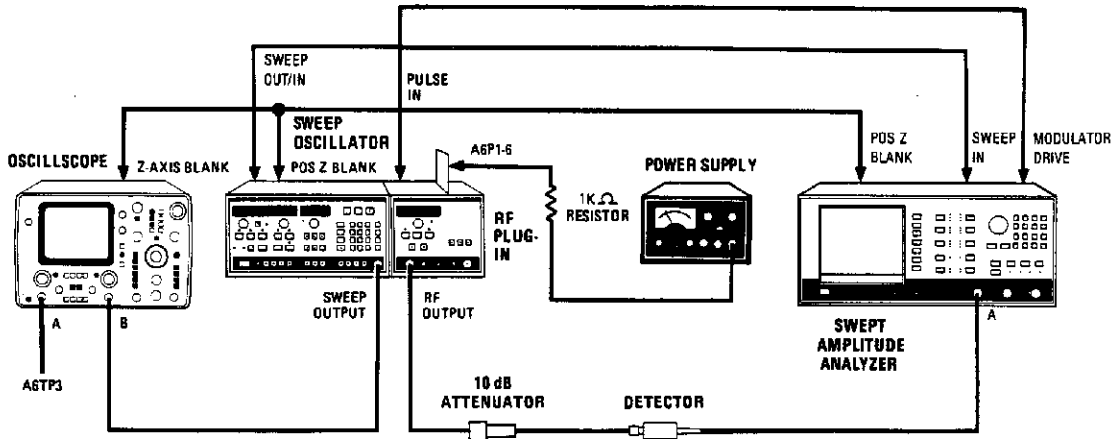 SWEEP
OUT/IN
PULSE
IN
SWEEP
OSCILLATOR
A6P1-6
POWER SUPPLY
POS Z
BLANK
SWEEP
IN
MODULATOR
DRIVE
OSCILLSCOPE
Z-AXIS BLANK
POS Z BLANK
1KΩ
RESISTOR
RF
PLUG-
IN
SWEEP
OUTPUT
RF
OUTPUT
A
B
A
SWEPT
AMPLITUDE
ANALYZER
A6TP3
10 dB
ATTENUATOR
DETECTOR